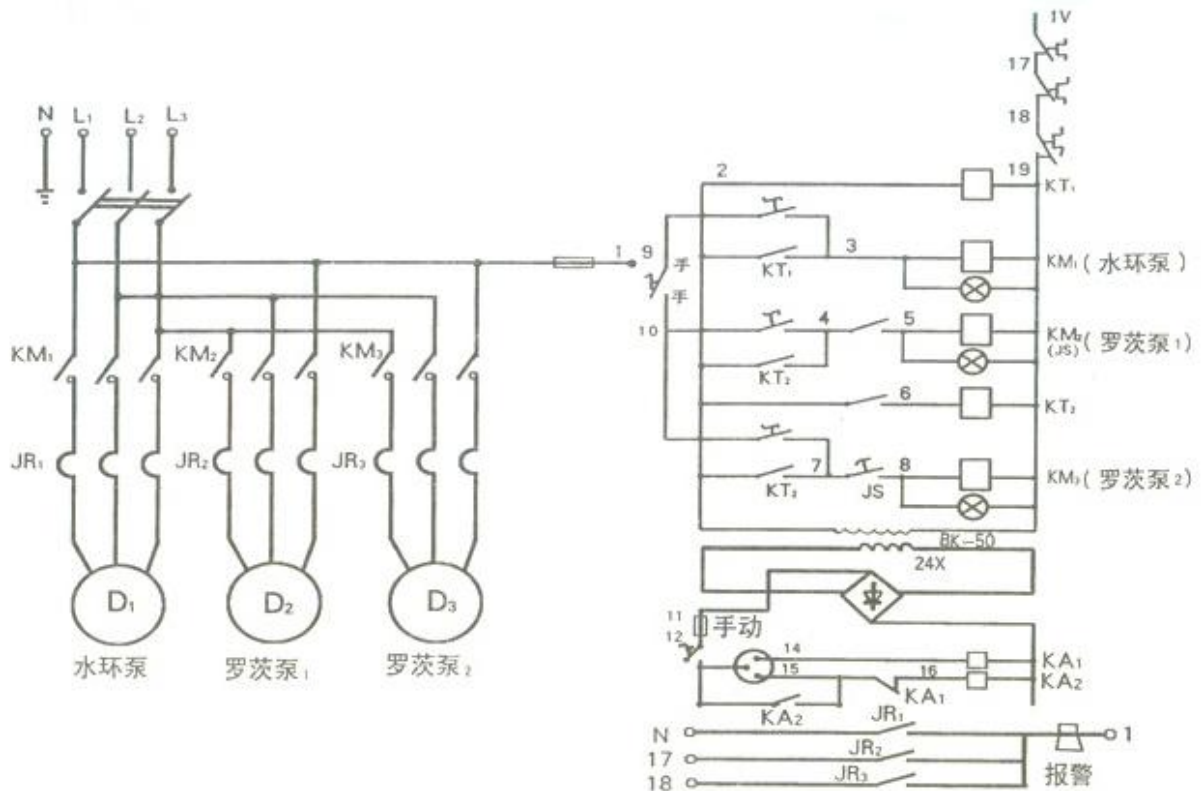 1V
17
18
19
N L₁ L₂ L₃
2
KT₁
1 9
手
手
KT₁
3
KM₁(水环泵)
10
4
5
KM₂(罗茨泵₁)
(JS)
KT₂
6
KT₂
KM₁
KM₂
KM₃
JR₁
JR₂
JR₃
7
8
KT₂
JS
KM₃(罗茨泵₂)
BK-50
24X
D₁
D₂
D₃
水环泵
罗茨泵₁
罗茨泵₂
11
手动
12
14
15
16
KA₁
KA₂
KA₁
KA₂
N
JR₁
1
17
JR₂
18
JR₃
报警